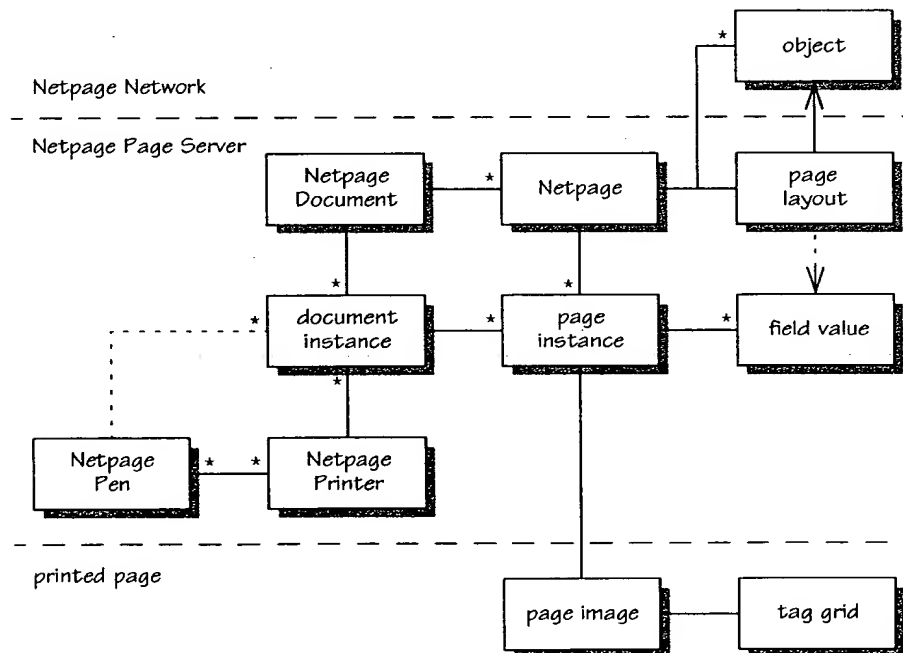 object
Netpage Network
Netpage Page Server
Netpage
Document
Netpage
page
layout
document
instance
page
instance
field value
Netpage
Pen
Netpage
Printer
printed page
page image
tag grid